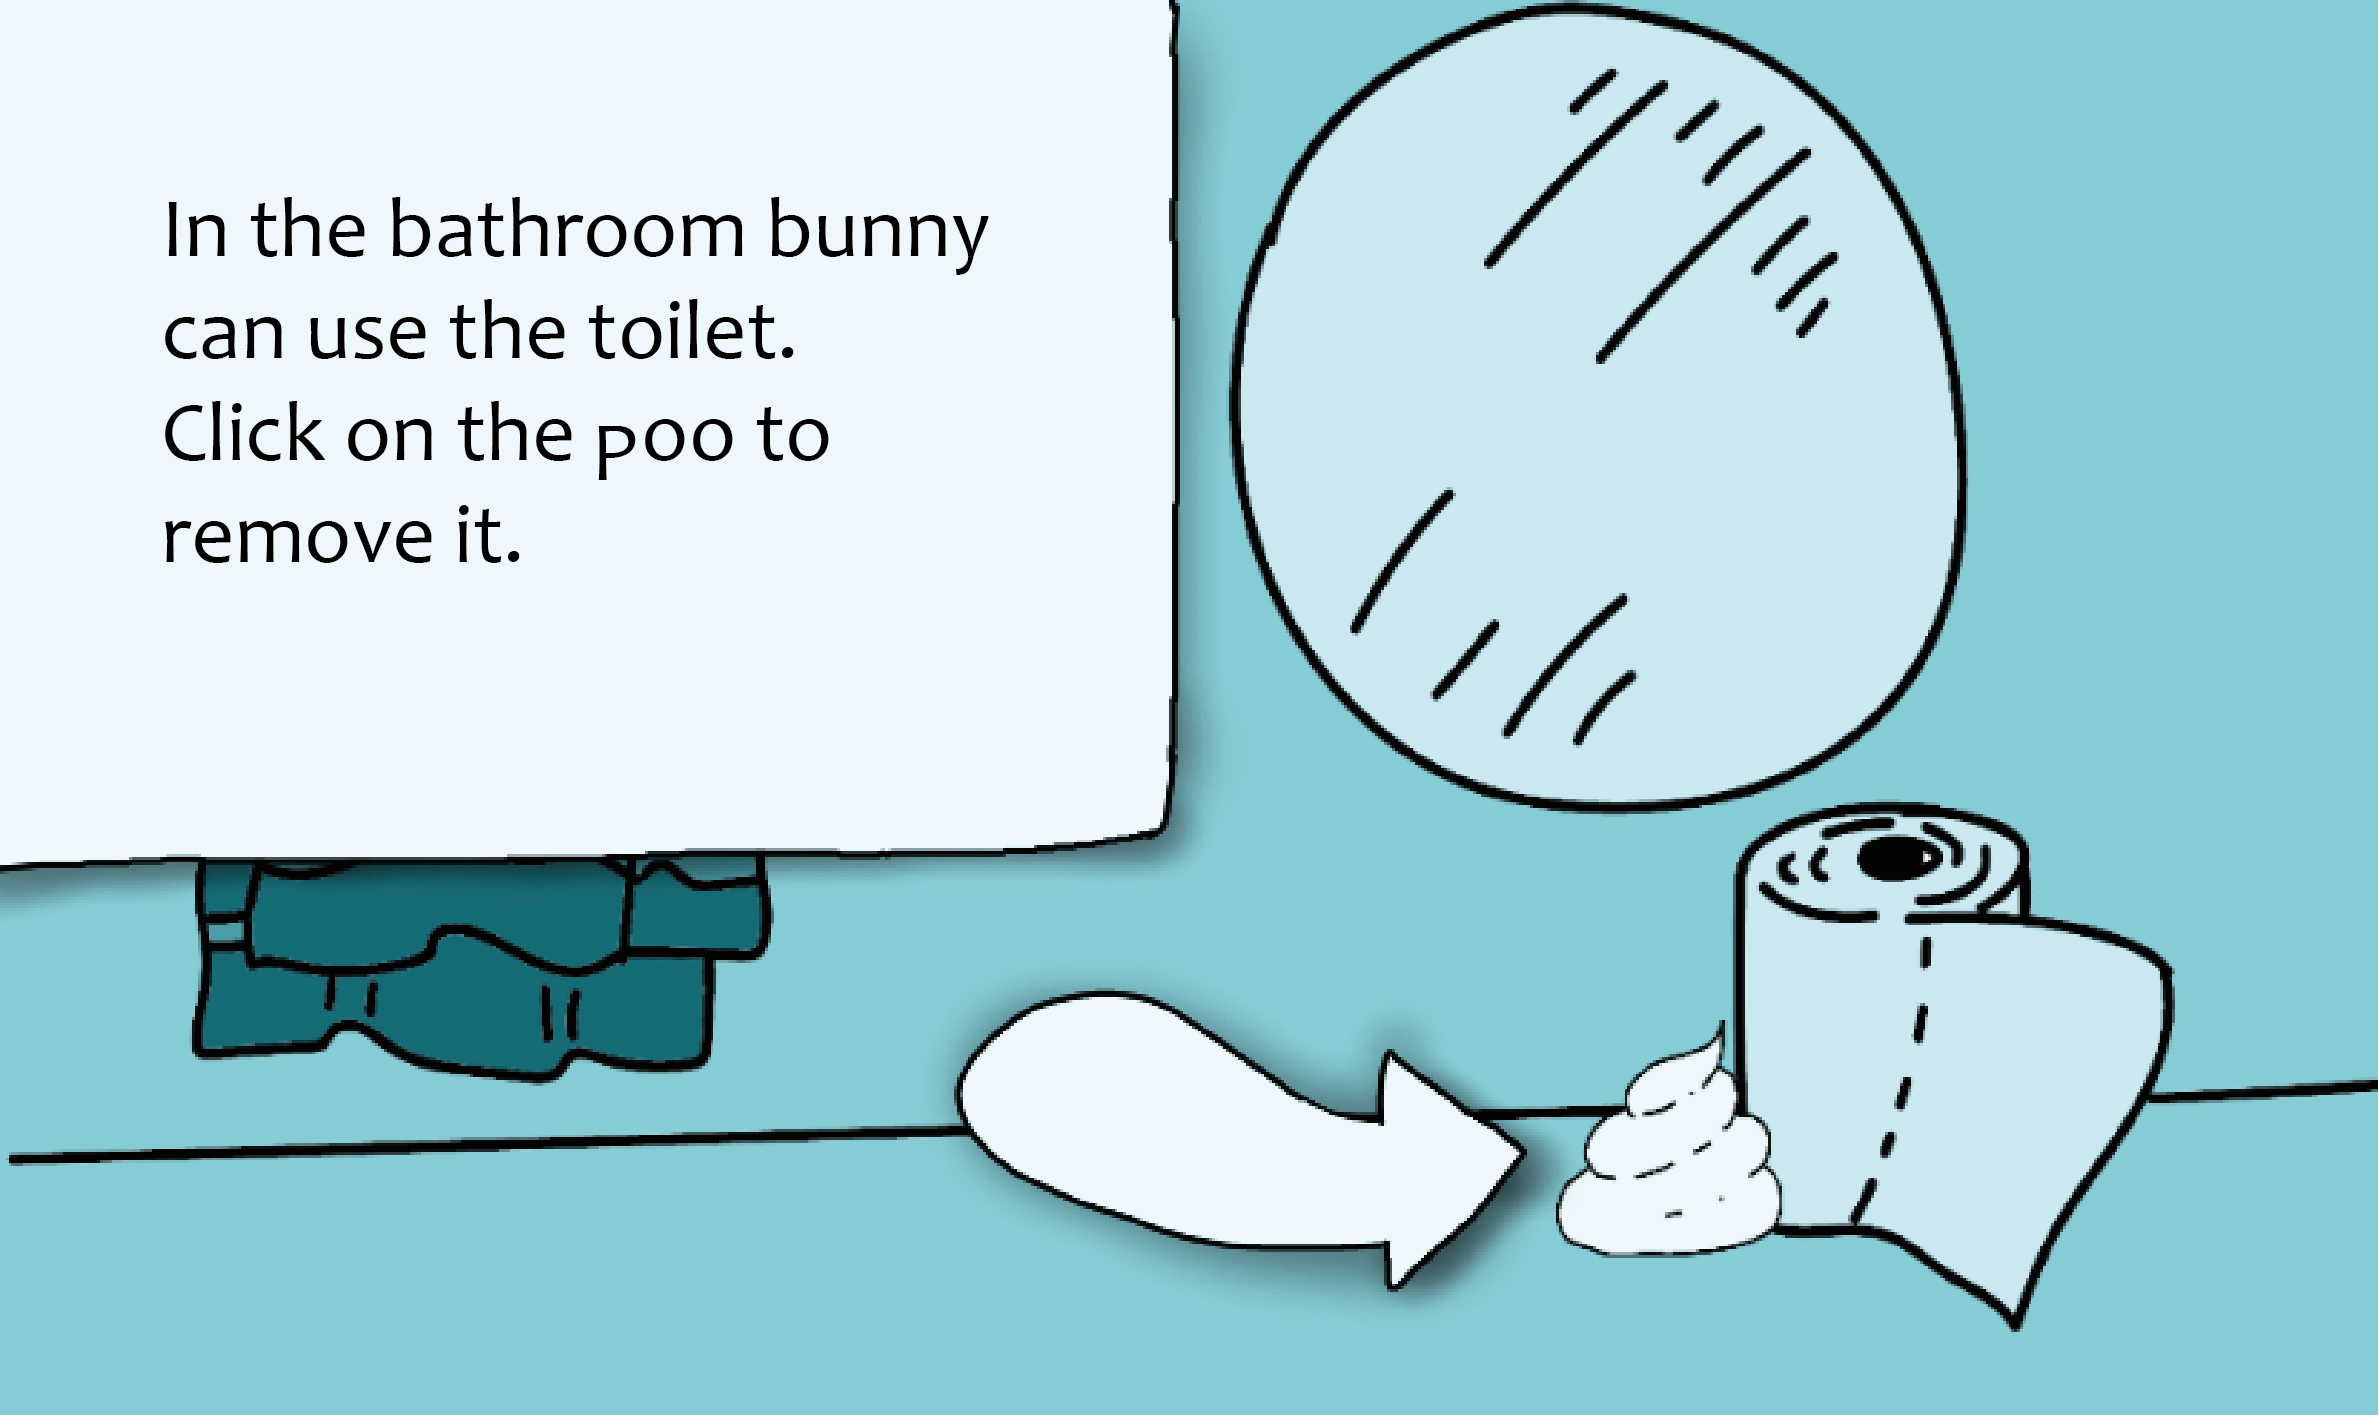 In the bathroom bunny
can use the toilet.
Click on the poo to
remove it.